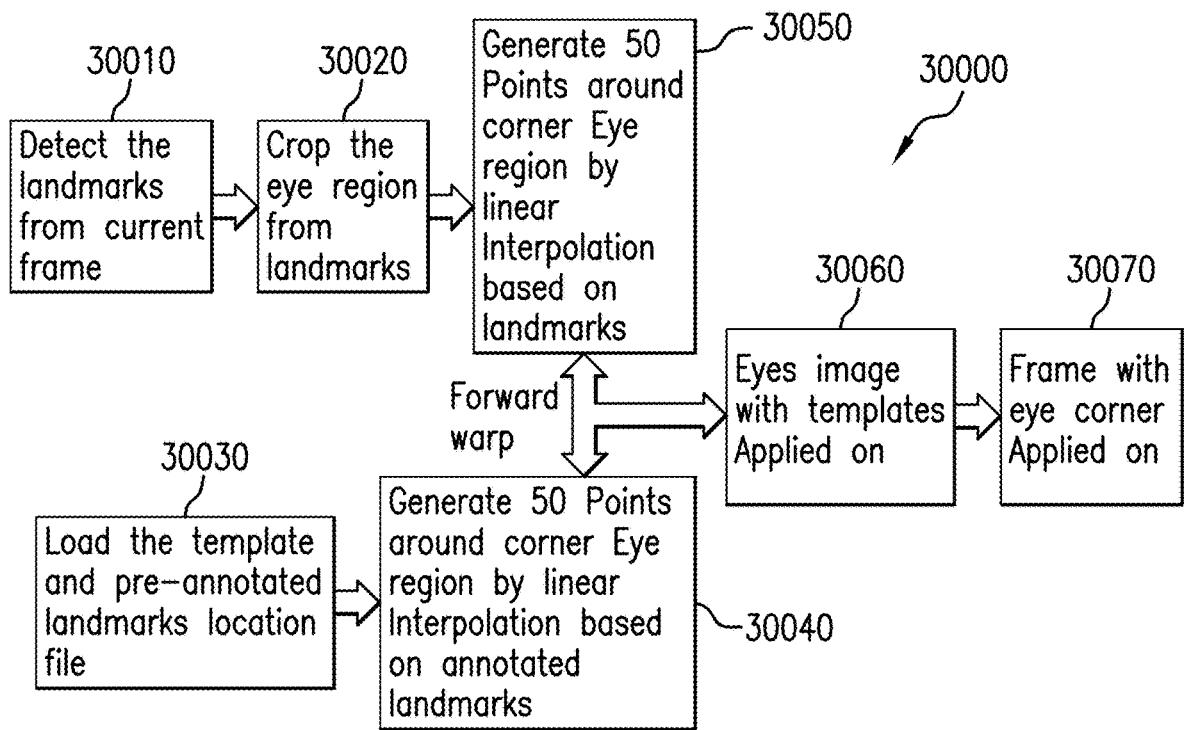 30010
Detect the
landmarks
from current
frame
30020
Crop the
eye region
from
landmarks
30050
Generate 50
Points around
corner Eye
region by
linear
Interpolation
based on
landmarks
30000
Forward
warp
30060
Eyes image
with templates
Applied on
30070
Frame with
eye corner
Applied on
30030
Load the template
and pre-annotated
landmarks location
file
Generate 50 Points
around corner Eye
region by linear
Interpolation based
on annotated
landmarks
30040